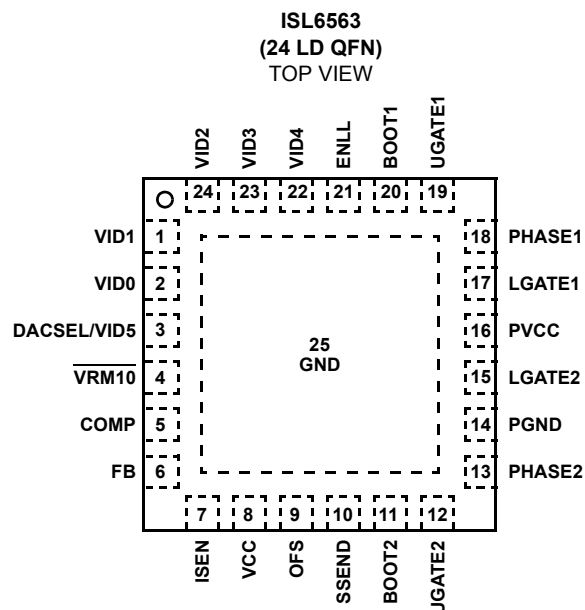 ISL6563
(24 LD QFN)
TOP VIEW
VID2
VID3
VID4
ENLL
BOOT1
UGATE1
24
23
22
21
20
19
VID1
1
18
PHASE1
VID0
2
17
LGATE1
DACSEL/VID5
3
16
PVCC
25
GND
VRM10
4
15
LGATE2
COMP
5
14
PGND
FB
6
13
PHASE2
7
8
9
10
11
12
ISEN
VCC
OFS
SSEND
BOOT2
UGATE2